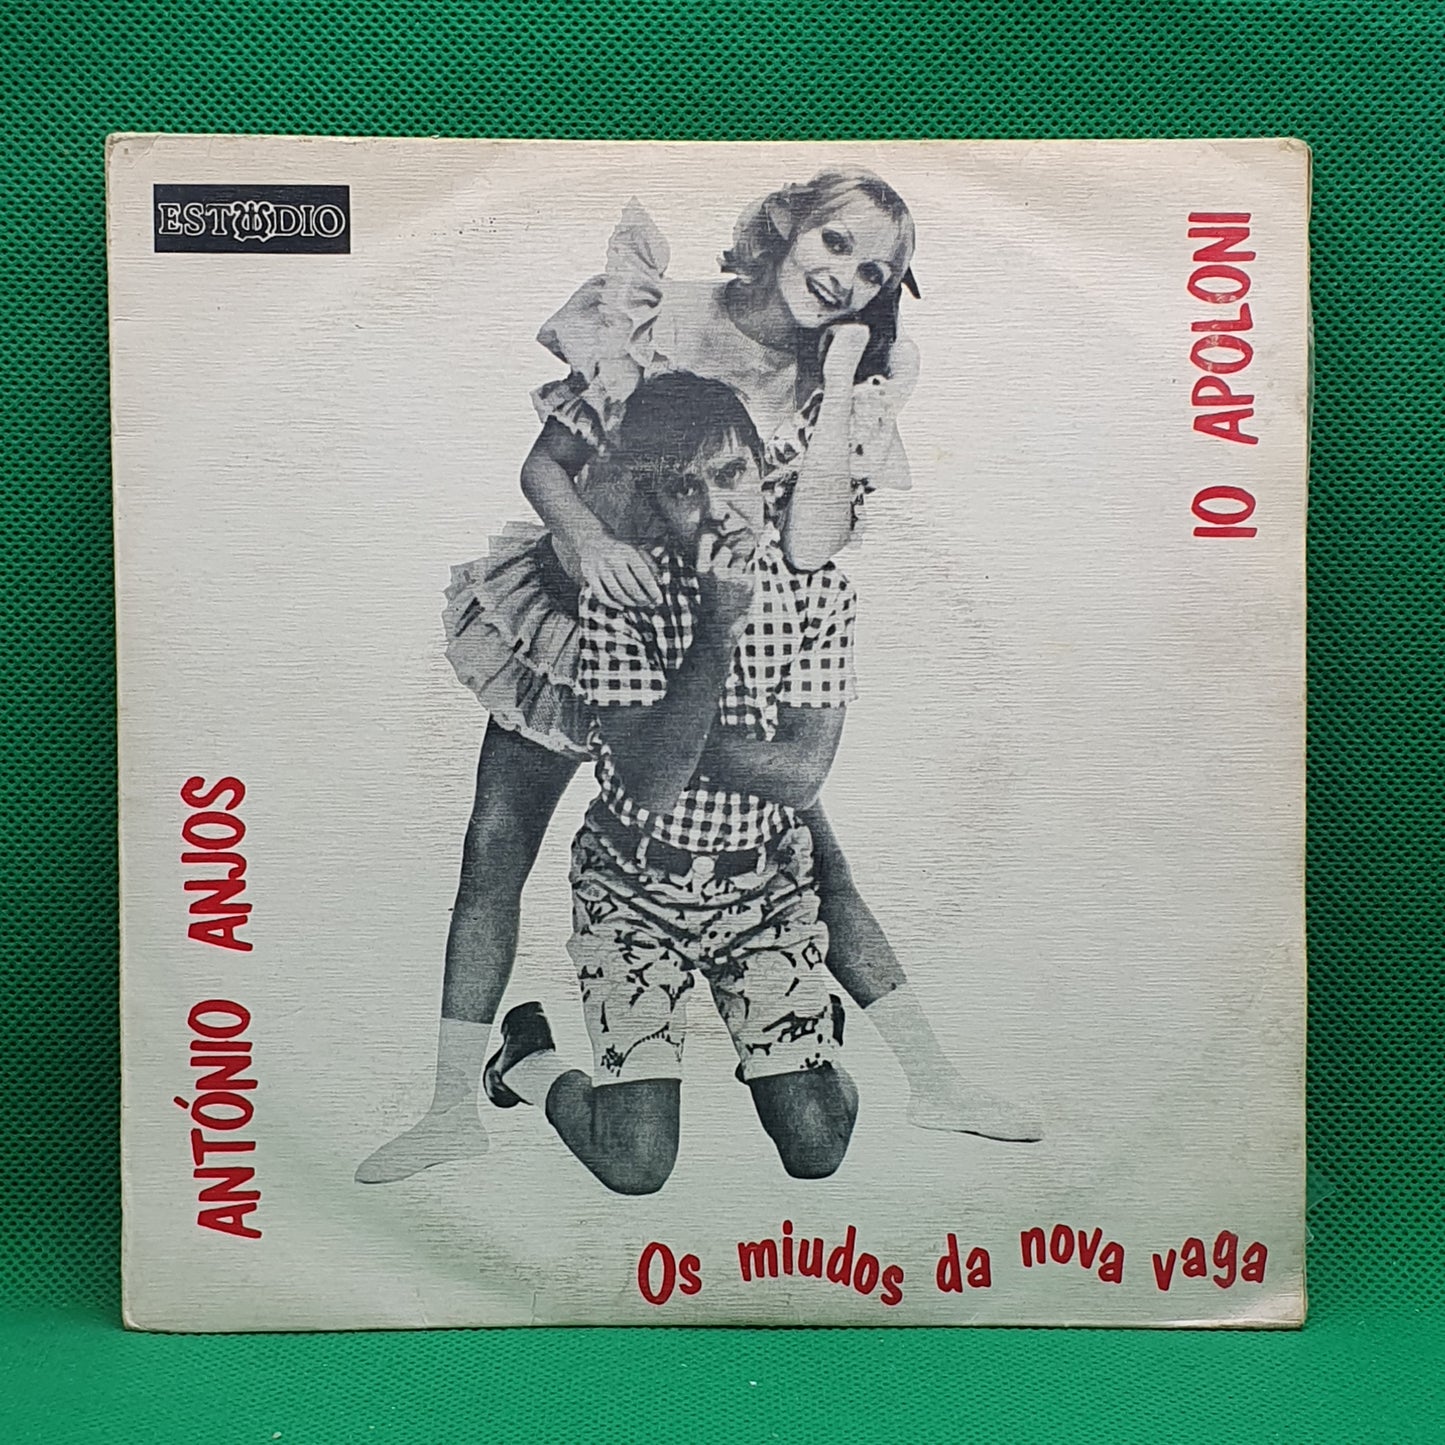 ESTÚDIO
IO APOLONI
ANTÓNIO ANJOS
Os miudos da nova vaga